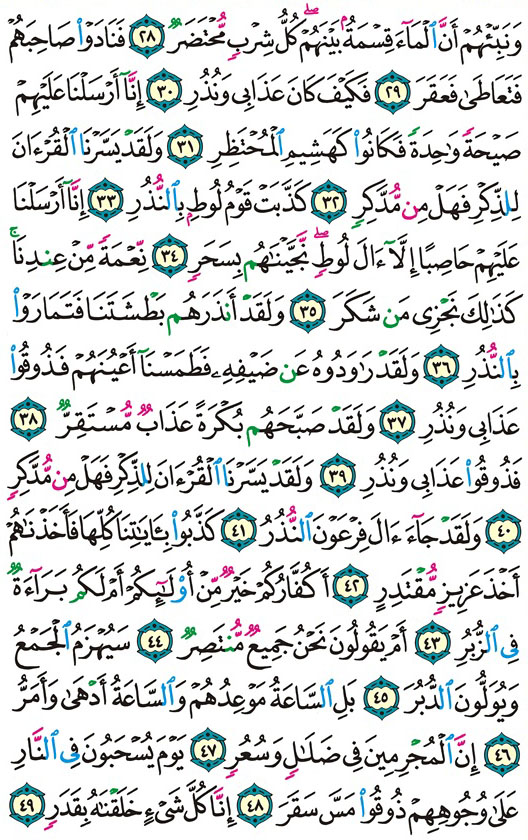 وَنَبِّئْهُمْ أَنَّ ٱلْمَآءَ قِسْمَةٌۢ بَيْنَهُمْ ۖ كُلُّ شِرْبٍ مُّحْتَضَرٌ ٢٨ فَنَادَوْا۟ صَاحِبَهُمْ
فَتَعَاطَىٰ فَعَقَرَ ٢٩ فَكَيْفَ كَانَ عَذَابِى وَنُذُرِ ٣٠ إِنَّآ أَرْسَلْنَا عَلَيْهِمْ
صَيْحَةً وَٰحِدَةً فَكَانُوا۟ كَهَشِيمِ ٱلْمُحْتَظِرِ ٣١ وَلَقَدْ يَسَّرْنَا ٱلْقُرْءَانَ
لِلذِّكْرِ فَهَلْ مِن مُّدَّكِرٍ ٣٢ كَذَّبَتْ قَوْمُ لُوطٍۭ بِٱلنُّذُرِ ٣٣ إِنَّآ أَرْسَلْنَا
عَلَيْهِمْ حَاصِبًا إِلَّآ ءَالَ لُوطٍ ۖ نَّجَّيْنَٰهُم بِسَحَرٍ ٣٤ نِّعْمَةً مِّنْ عِندِنَا ۚ
كَذَٰلِكَ نَجْزِى مَن شَكَرَ ٣٥ وَلَقَدْ أَنذَرَهُم بَطْشَتَنَا فَتَمَارَوْا۟
بِٱلنُّذُرِ ٣٦ وَلَقَدْ رَٰوَدُوهُ عَن ضَيْفِهِۦ فَطَمَسْنَآ أَعْيُنَهُمْ فَذُوقُوا۟
عَذَابِى وَنُذُرِ ٣٧ وَلَقَدْ صَبَّحَهُم بُكْرَةً عَذَابٌ مُّسْتَقِرٌّ ٣٨
فَذُوقُوا۟ عَذَابِى وَنُذُرِ ٣٩ وَلَقَدْ يَسَّرْنَا ٱلْقُرْءَانَ لِلذِّكْرِ فَهَلْ مِن مُّدَّكِرٍ
٤٠ وَلَقَدْ جَآءَ ءَالَ فِرْعَوْنَ ٱلنُّذُرُ ٤١ كَذَّبُوا۟ بِـَٔايَٰتِنَا كُلِّهَا فَأَخَذْنَٰهُمْ
أَخْذَ عَزِيزٍ مُّقْتَدِرٍ ٤٢ أَكُفَّارُكُمْ خَيْرٌ مِّنْ أُو۟لَٰٓئِكُمْ أَمْ لَكُم بَرَآءَةٌ
فِى ٱلزُّبُرِ ٤٣ أَمْ يَقُولُونَ نَحْنُ جَمِيعٌ مُّنتَصِرٌ ٤٤ سَيُهْزَمُ ٱلْجَمْعُ
وَيُوَلُّونَ ٱلدُّبُرَ ٤٥ بَلِ ٱلسَّاعَةُ مَوْعِدُهُمْ وَٱلسَّاعَةُ أَدْهَىٰ وَأَمَرُّ
٤٦ إِنَّ ٱلْمُجْرِمِينَ فِى ضَلَٰلٍ وَسُعُرٍ ٤٧ يَوْمَ يُسْحَبُونَ فِى ٱلنَّارِ
عَلَىٰ وُجُوهِهِمْ ذُوقُوا۟ مَسَّ سَقَرَ ٤٨ إِنَّا كُلَّ شَىْءٍ خَلَقْنَٰهُ بِقَدَرٍ ٤٩